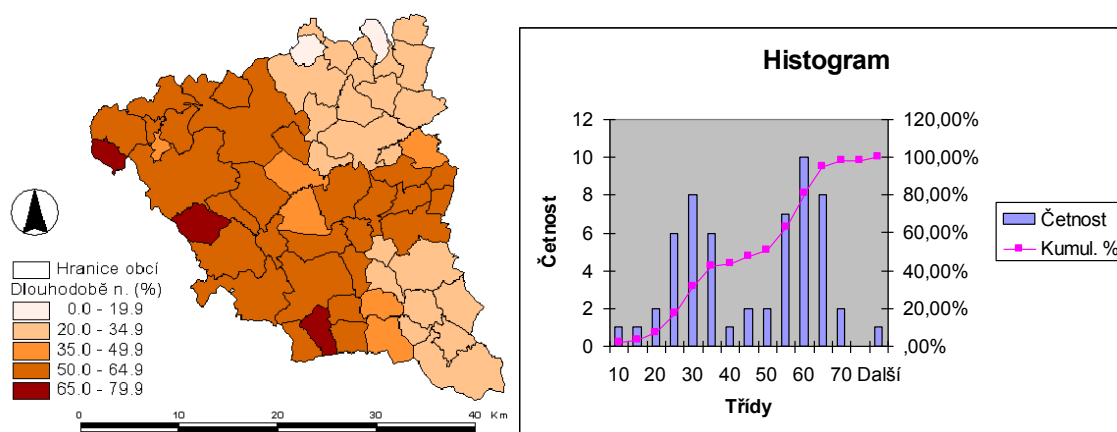 Hranice obcí
Dlouhodobě n. (%)
0.0 - 19.9
20.0 - 34.9
35.0 - 49.9
50.0 - 64.9
65.0 - 79.9
0 10 20 30 40 Km
Histogram
Četnost
12
10
8
6
4
2
0
120,00%
100,00%
80,00%
60,00%
40,00%
20,00%
,00%
10 20 30 40 50 60 70 Další
Třídy
Četnost
Kumul. %